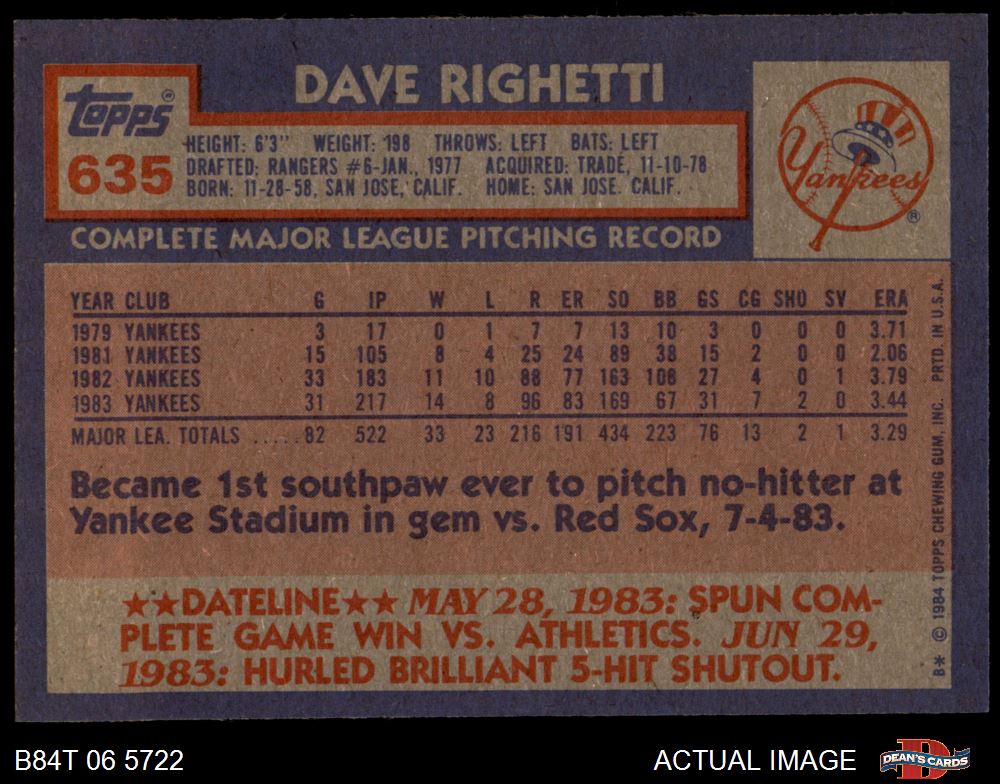 DAVE RIGHETTI
Topps®
635
HEIGHT: 6'3" WEIGHT: 198 THROWS: LEFT BATS: LEFT
DRAFTED: RANGERS #6-JAN., 1977 ACQUIRED: TRADE, 11-10-78
BORN: 11-28-58, SAN JOSE, CALIF. HOME: SAN JOSE. CALIF.
Yankees
®
COMPLETE MAJOR LEAGUE PITCHING RECORD
YEAR CLUB G IP W L R ER SO BB GS CG SHO SV ERA
1979 YANKEES 3 17 0 1 7 7 13 10 3 0 0 0 3.71
1981 YANKEES 15 105 8 4 25 24 89 38 15 2 0 0 2.06
1982 YANKEES 33 183 11 10 88 77 163 108 27 4 0 1 3.79
1983 YANKEES 31 217 14 8 96 83 169 67 31 7 2 0 3.44
MAJOR LEA. TOTALS ..... 82 522 33 23 216 191 434 223 76 13 2 1 3.29
Became 1st southpaw ever to pitch no-hitter at
Yankee Stadium in gem vs. Red Sox, 7-4-83.
★★DATELINE★★ MAY 28, 1983: SPUN COM-
PLETE GAME WIN VS. ATHLETICS. JUN 29,
1983: HURLED BRILLIANT 5-HIT SHUTOUT.
B* © 1984 TOPPS CHEWING GUM, INC. PRTD. IN U.S.A.
B84T 06 5722
ACTUAL IMAGE
DEAN'S CARDS